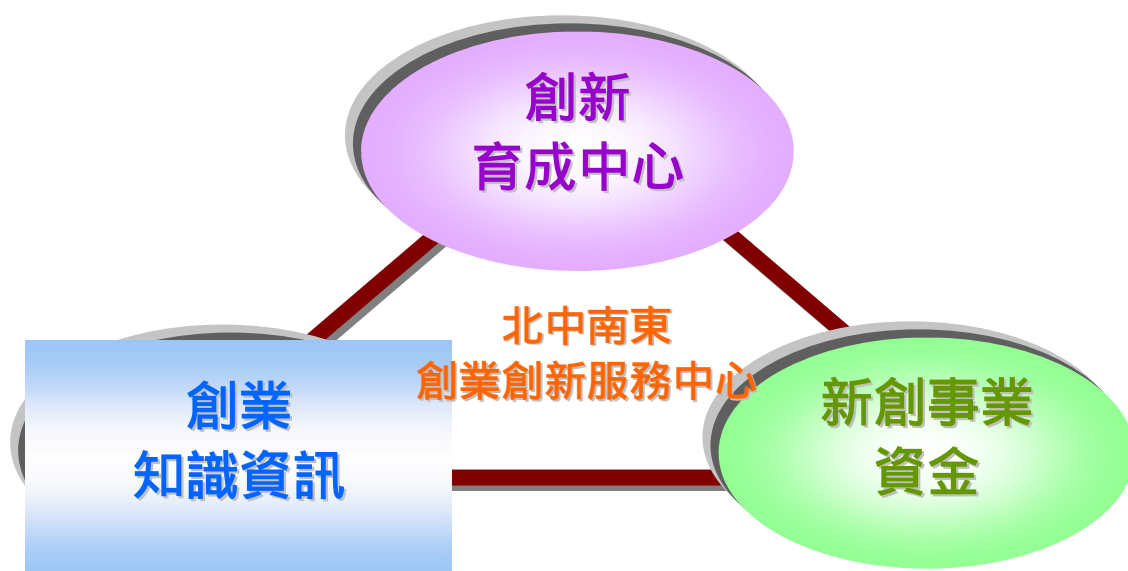 創新
育成中心
北中南東
創業創新服務中心
創業
知識資訊
新創事業
資金